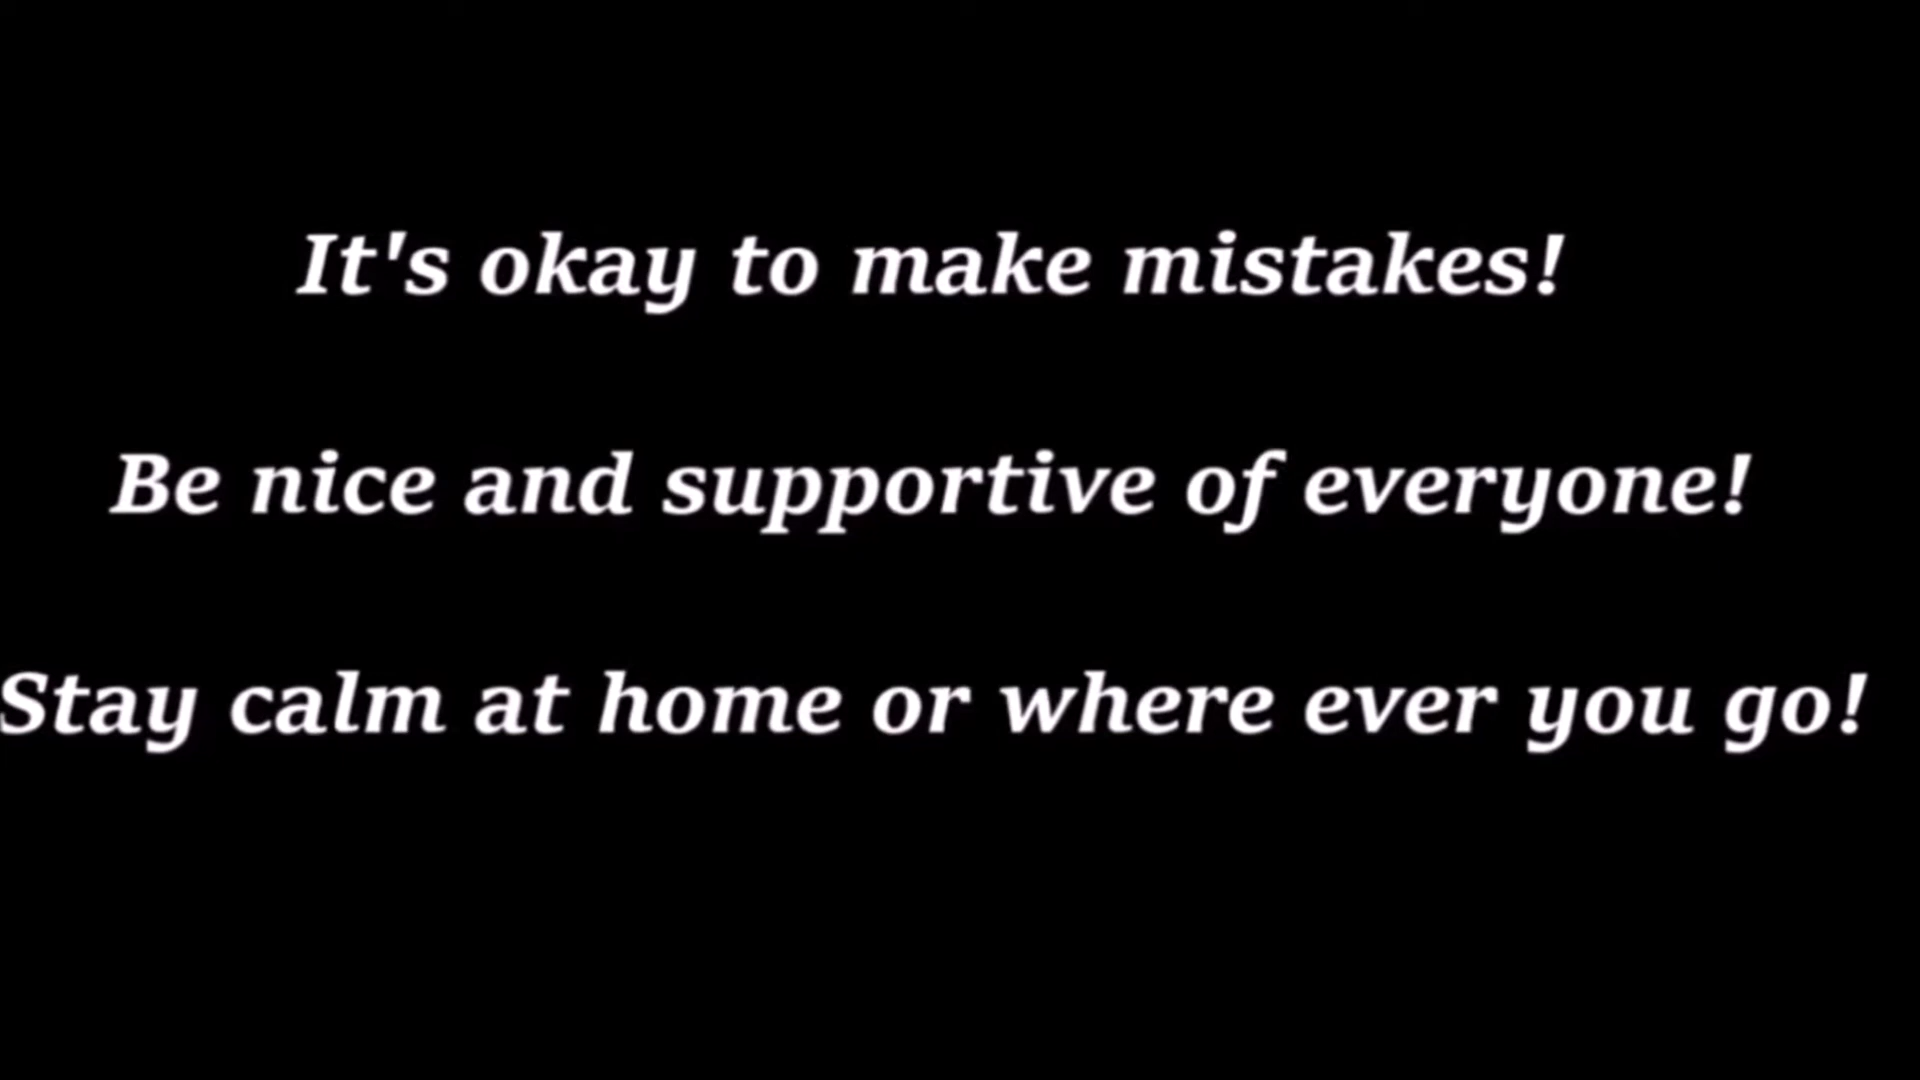 It's okay to make mistakes!
Be nice and supportive of everyone!
Stay calm at home or where ever you go!